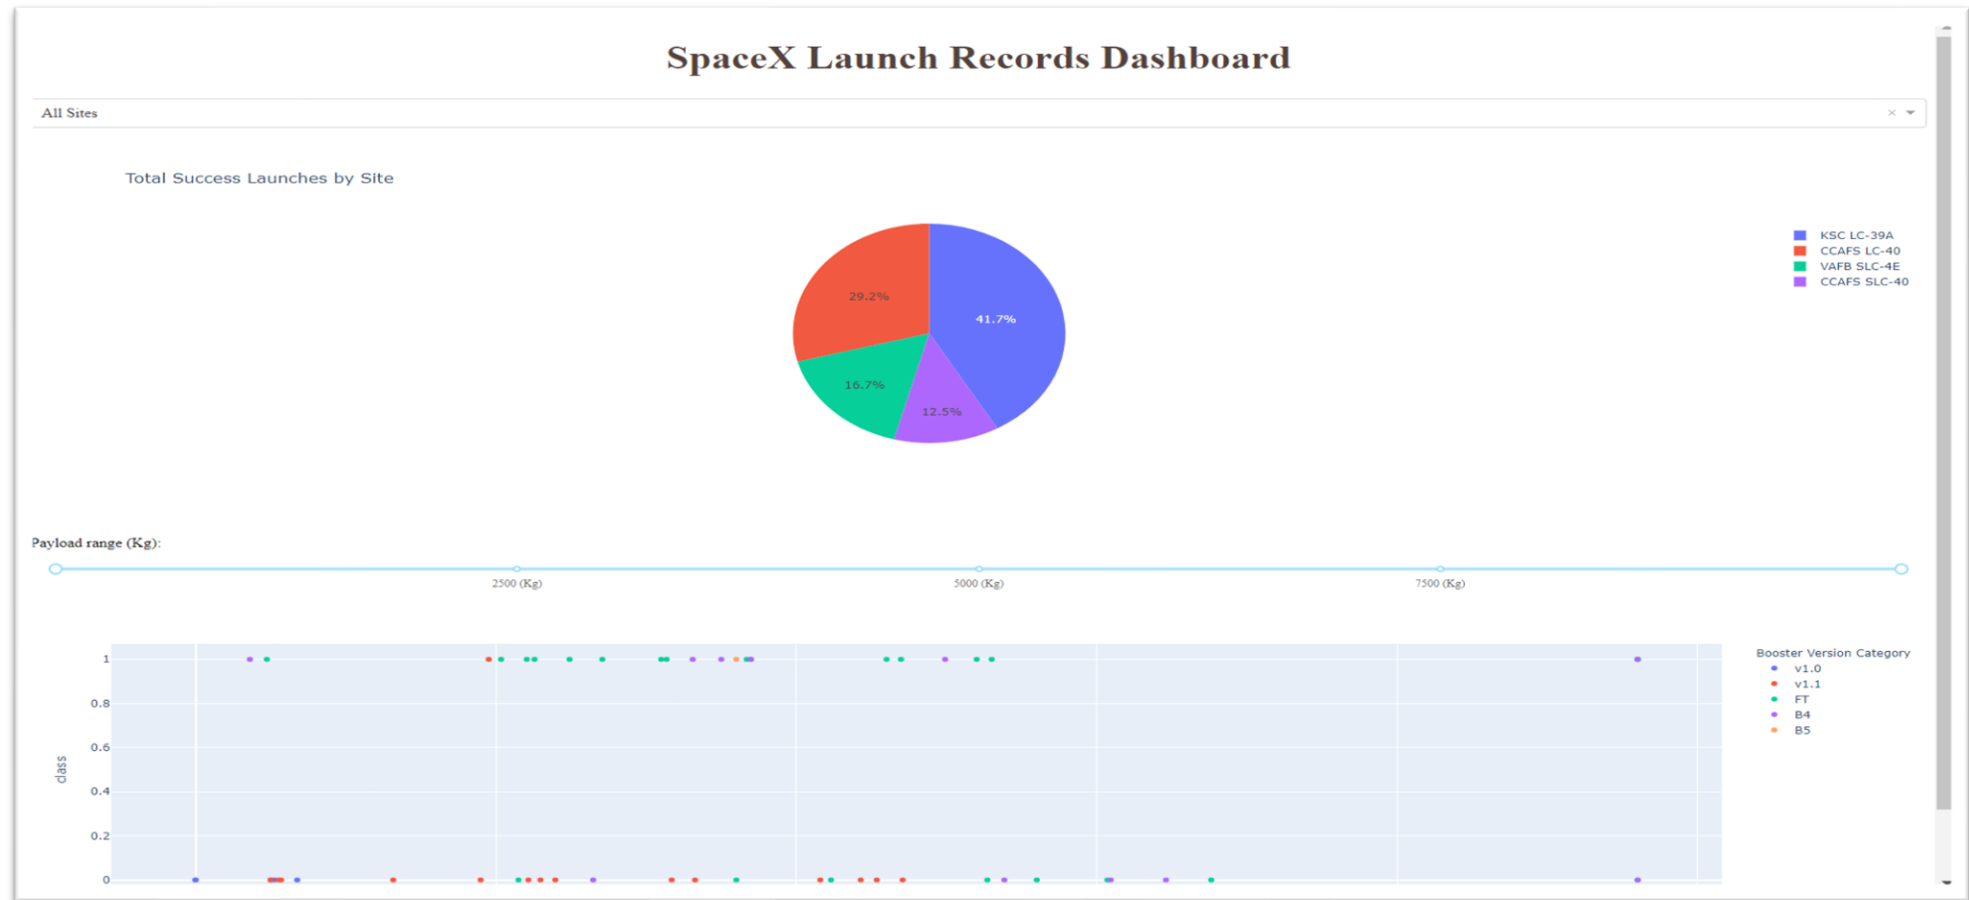 SpaceX Launch Records Dashboard
All Sites
×
Total Success Launches by Site
KSC LC-39A
CCAFS LC-40
VAFB SLC-4E
CCAFS SLC-40
29.2%
41.7%
16.7%
12.5%
Payload range (Kg):
2500 (Kg) 5000 (Kg) 7500 (Kg)
Booster Version Category
v1.0
v1.1
FT
B4
B5
1
0.8
0.6
0.4
0.2
0
class